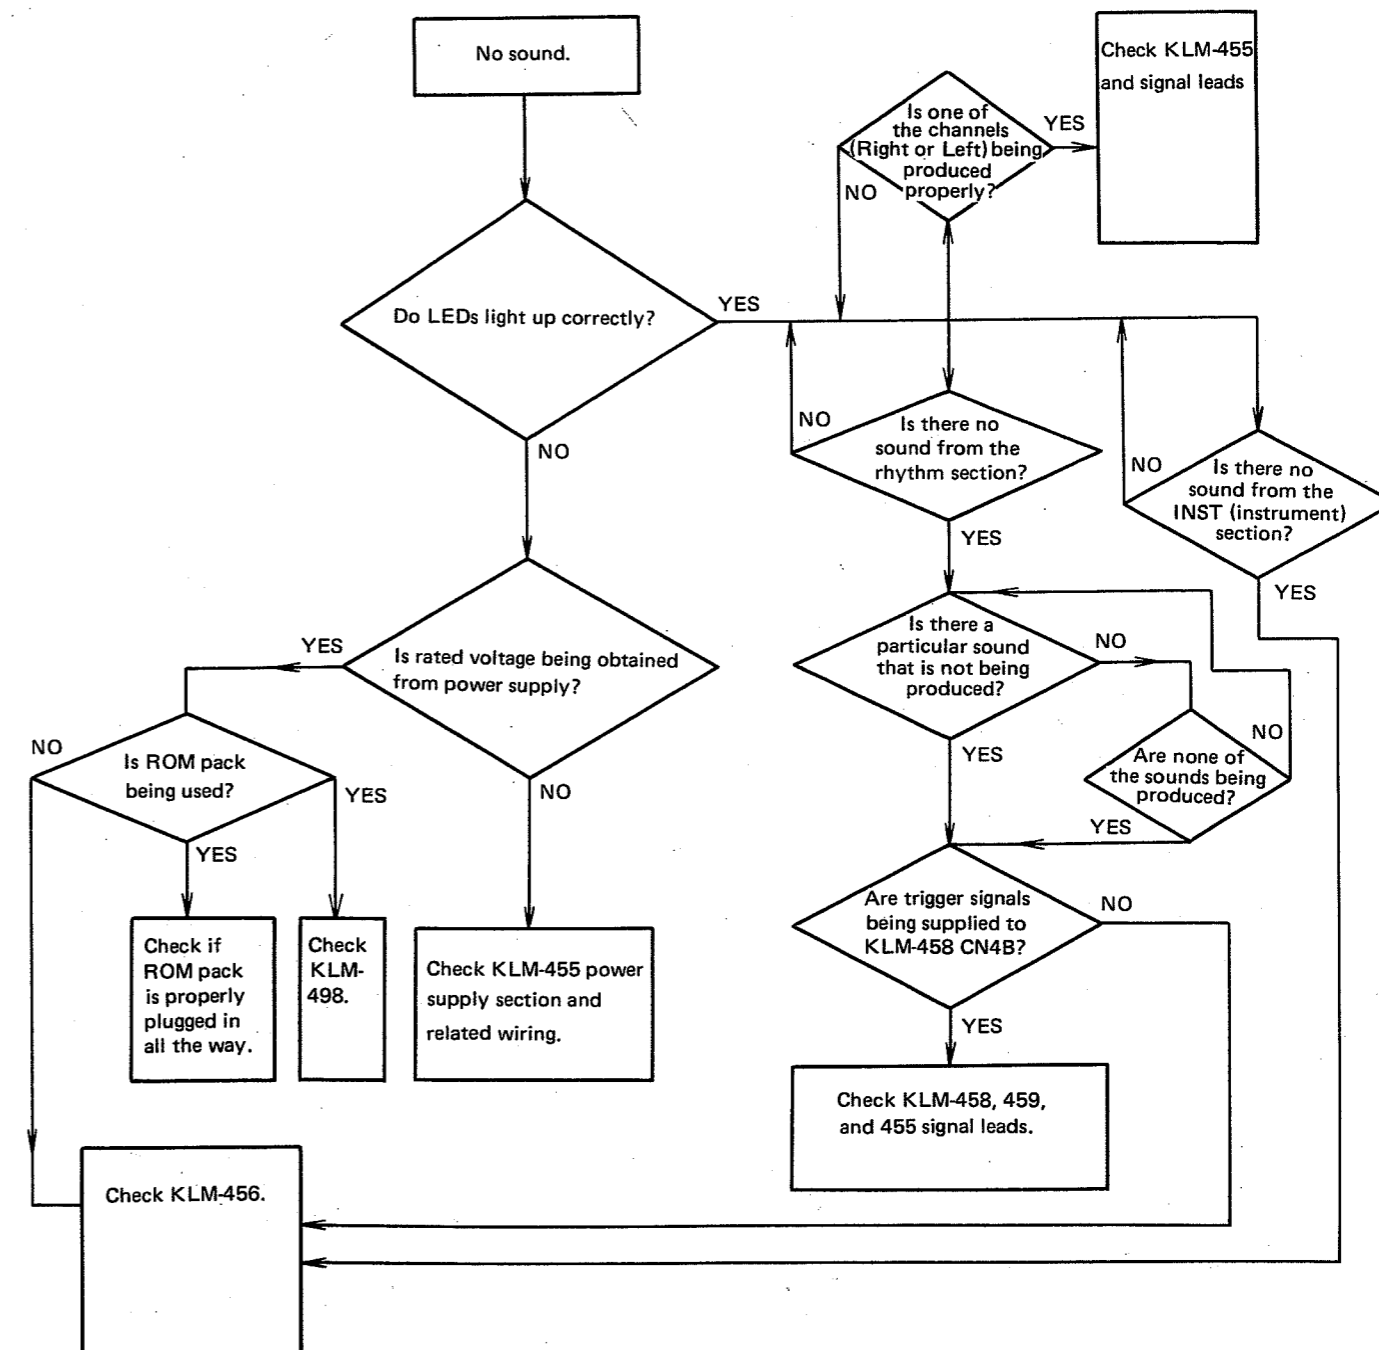 No sound.
Check KLM-455
and signal leads
Is one of
the channels
(Right or Left) being
produced
properly?
YES
NO
Do LEDs light up correctly?
YES
NO
Is there no
sound from the
rhythm section?
NO
YES
Is there no
sound from the
INST (instrument)
section?
NO
YES
Is rated voltage being obtained
from power supply?
YES
NO
Is there a
particular sound
that is not being
produced?
NO
YES
Are none of
the sounds being
produced?
NO
YES
Is ROM pack
being used?
NO
YES
YES
Are trigger signals
being supplied to
KLM-458 CN4B?
NO
YES
Check if
ROM pack
is properly
plugged in
all the way.
Check
KLM-
498.
Check KLM-455 power
supply section and
related wiring.
Check KLM-458, 459,
and 455 signal leads.
Check KLM-456.